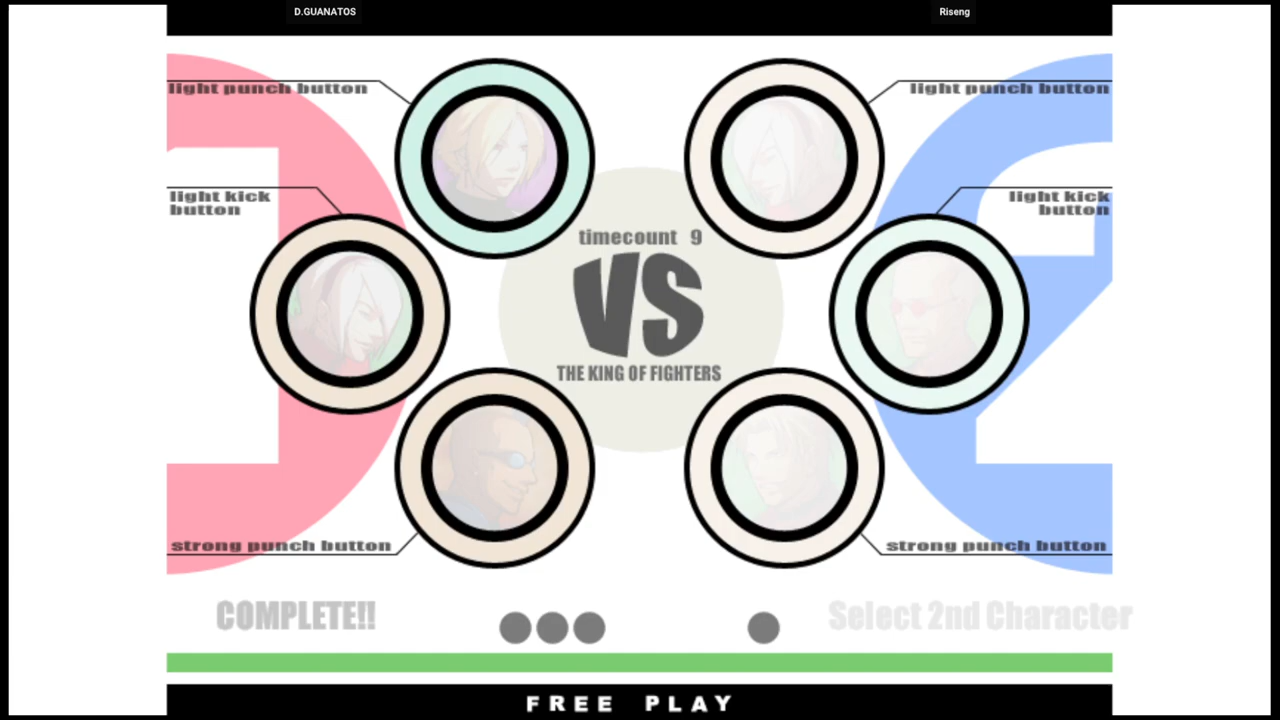 D.GUANATOS
Riseng
light punch button
light punch button
light kick
button
light kick
button
timecount 9
VS
THE KING OF FIGHTERS
strong punch button
strong punch button
COMPLETE!!
Select 2nd Character
FREE PLAY